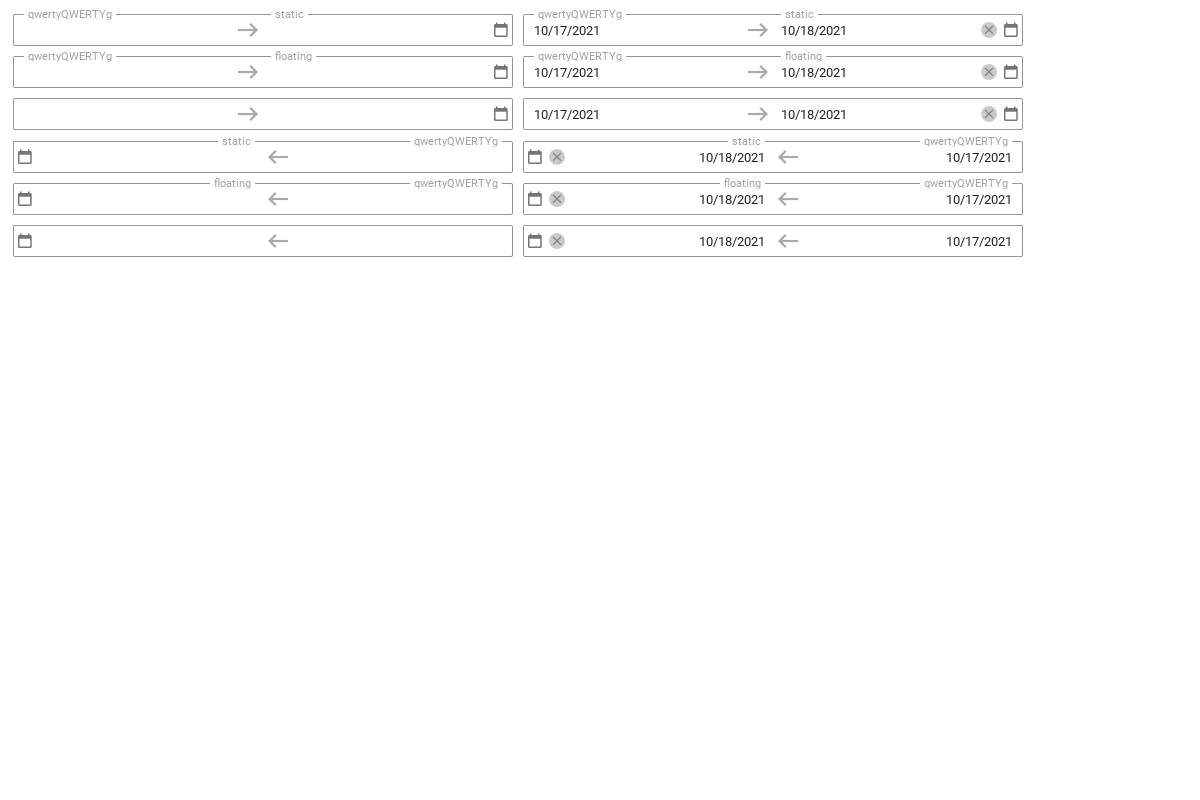 qwertyQWERTYg static qwertyQWERTYg static
10/17/2021 10/18/2021
qwertyQWERTYg floating qwertyQWERTYg floating
10/17/2021 10/18/2021
10/17/2021 10/18/2021
static qwertyQWERTYg static qwertyQWERTYg
10/18/2021 10/17/2021
floating qwertyQWERTYg floating qwertyQWERTYg
10/18/2021 10/17/2021
10/18/2021 10/17/2021